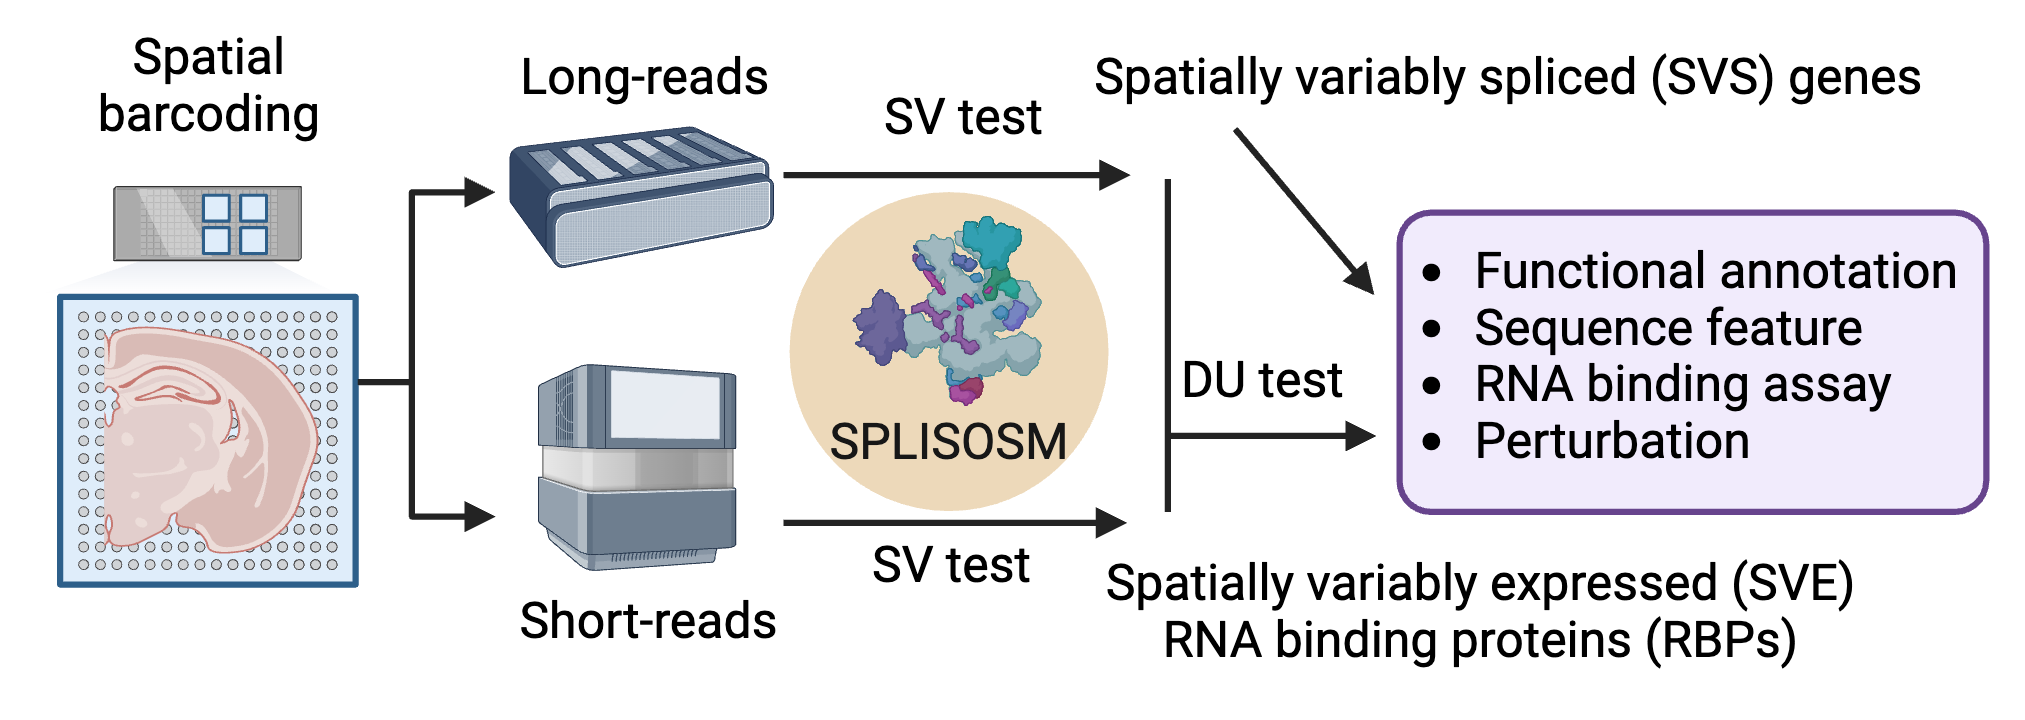 Spatial
barcoding
Long-reads
Short-reads
SV test
SPLISOSM
SV test
Spatially variably spliced (SVS) genes
DU test
Spatially variably expressed (SVE)
RNA binding proteins (RBPs)
• Functional annotation
• Sequence feature
• RNA binding assay
• Perturbation